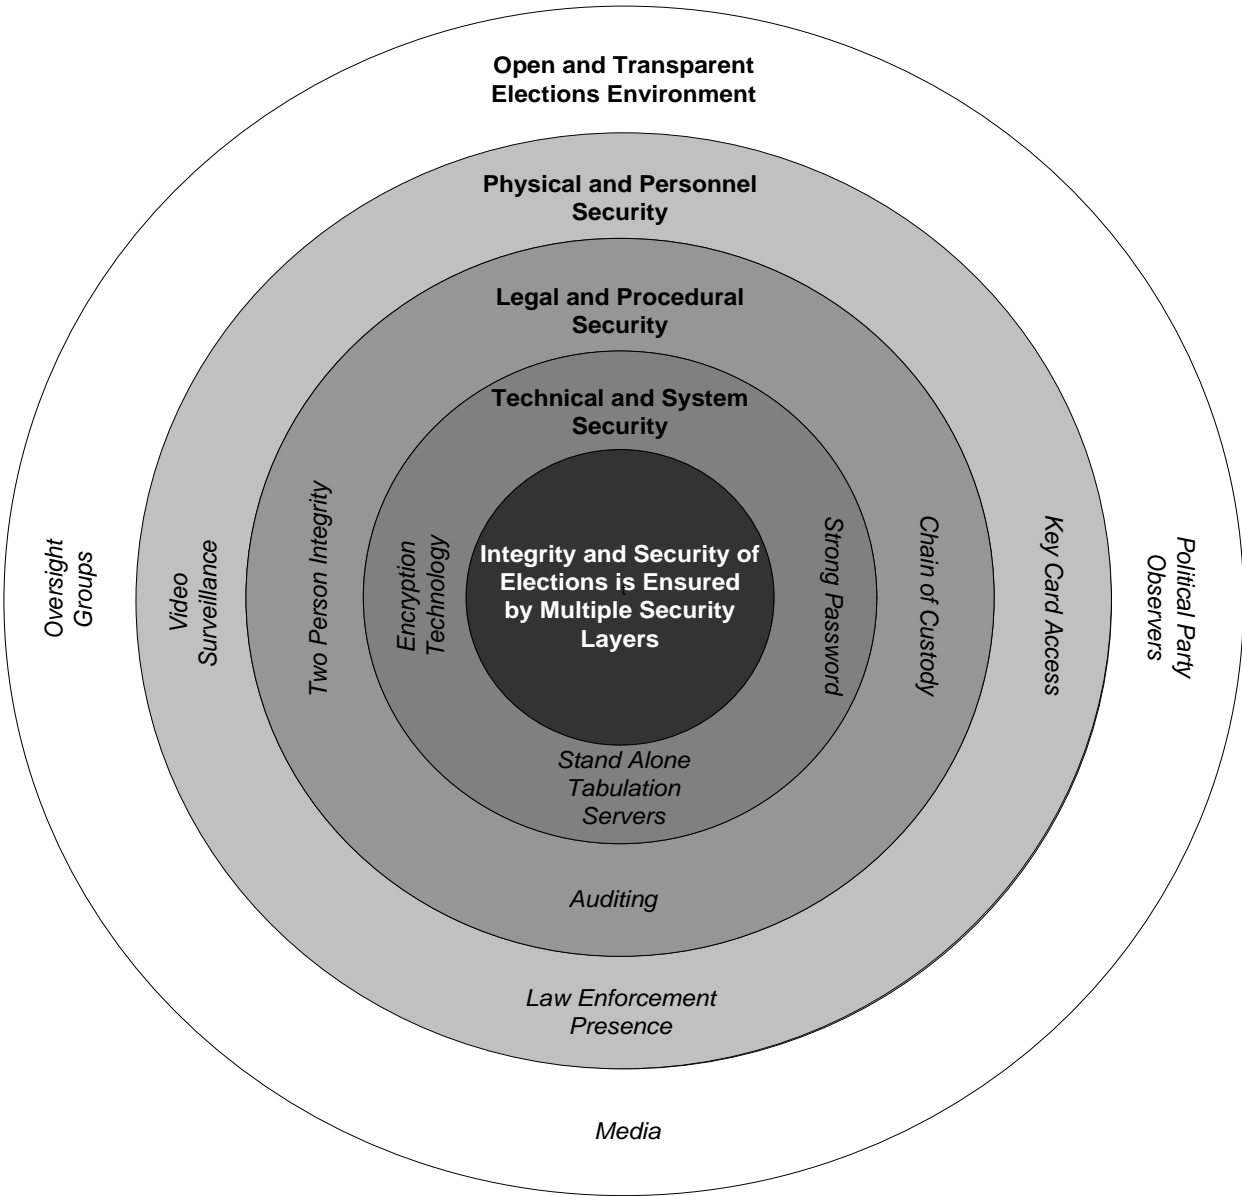 Open and Transparent
Elections Environment
Physical and Personnel
Security
Legal and Procedural
Security
Technical and System
Security
Integrity and Security of
Elections is Ensured
by Multiple Security
Layers
Oversight
Groups
Video
Surveillance
Two Person Integrity
Encryption
Technology
Strong Password
Chain of Custody
Key Card Access
Political Party
Observers
Stand Alone
Tabulation
Servers
Auditing
Law Enforcement
Presence
Media